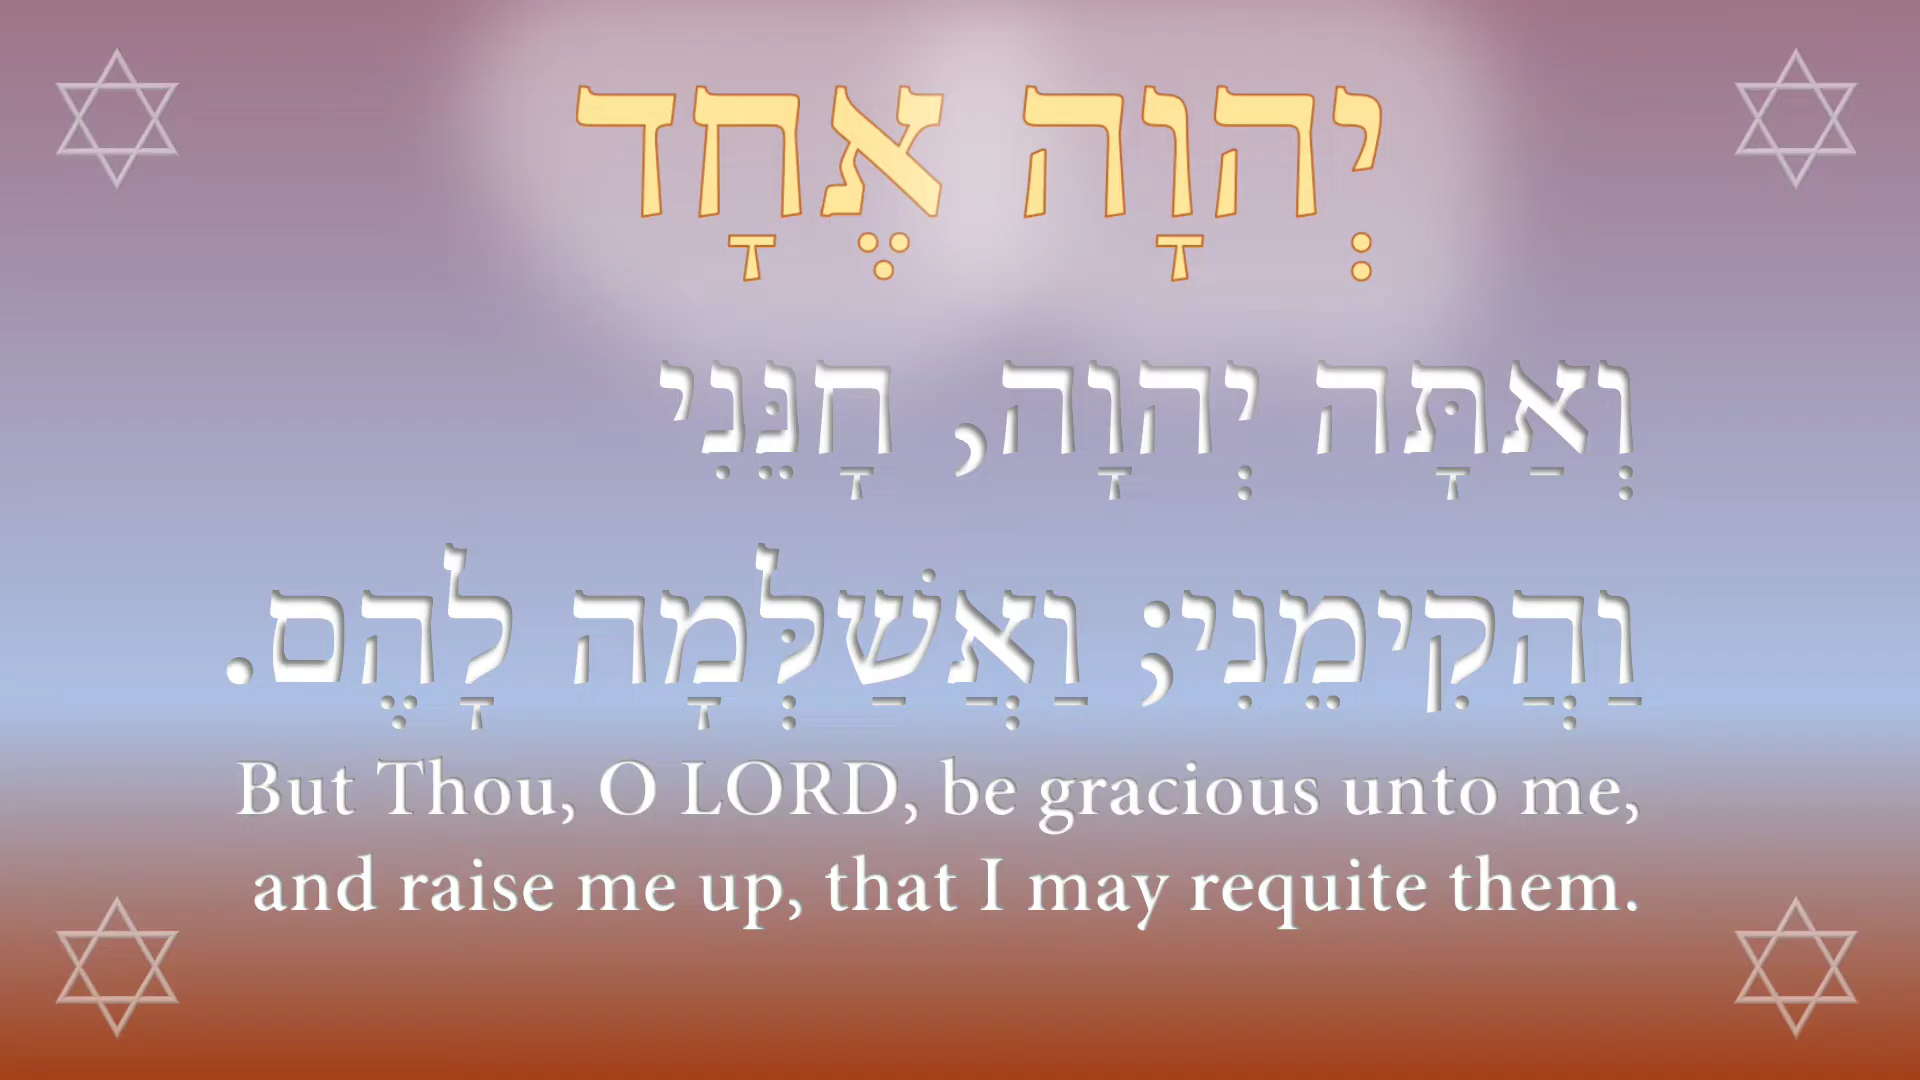 יְהוָה אֶחָד
וְאַתָּה יְהוָה, חָנֵּנִי
וַהֲקִימֵנִי; וַאֲשַׁלְּמָה לָהֶם.
But Thou, O LORD, be gracious unto me,
and raise me up, that I may requite them.